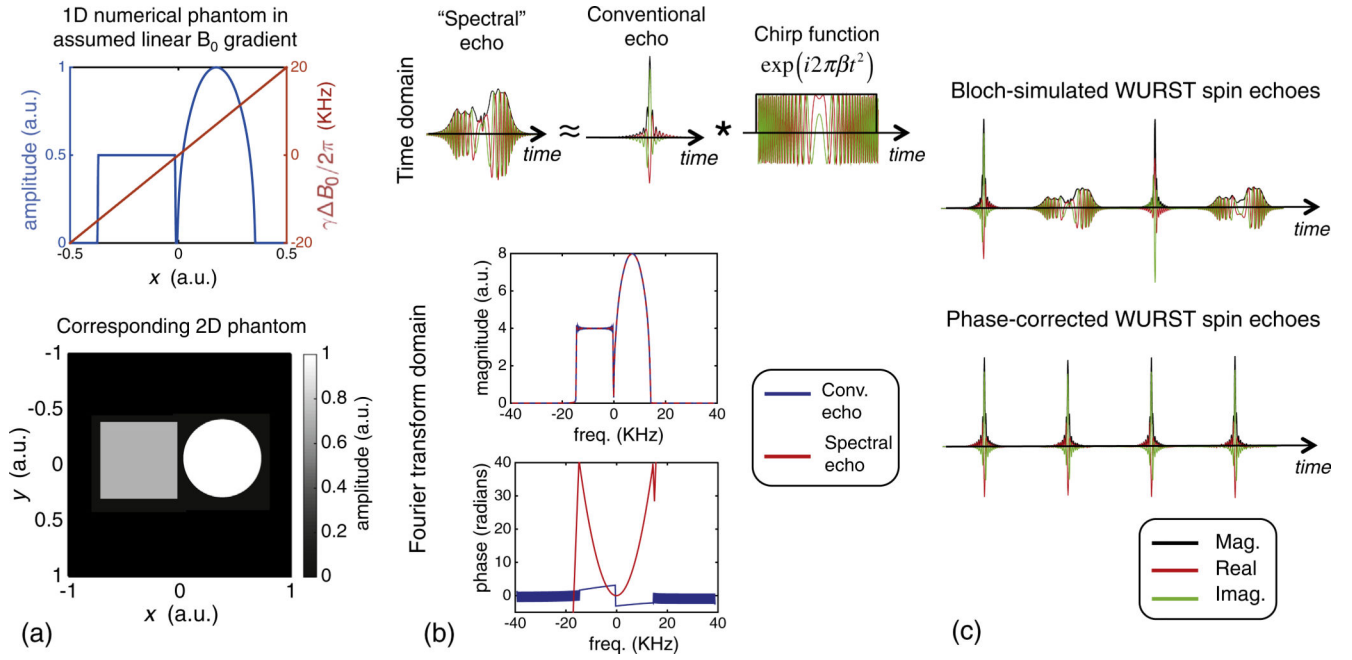 1D numerical phantom in
assumed linear B₀ gradient
amplitude (a.u.)
1
0.5
0
20
0
-20
γΔB₀/2π (KHz)
-0.5
0
0.5
x (a.u.)
Corresponding 2D phantom
-1
-0.5
0
0.5
1
y (a.u.)
-1
0
1
x (a.u.)
1
0.8
0.6
0.4
0.2
0
amplitude (a.u.)
(a)
Time domain
“Spectral”
echo
time
≈
Conventional
echo
time
*
Chirp function
exp(i2πβt²)
time
Fourier transform domain
magnitude (a.u.)
8
6
4
2
0
-40
-20
0
20
40
freq. (KHz)
phase (radians)
40
30
20
10
0
-40
-20
0
20
40
freq. (KHz)
Conv.
echo
Spectral
echo
(b)
Bloch-simulated WURST spin echoes
time
Phase-corrected WURST spin echoes
time
Mag.
Real
Imag.
(c)